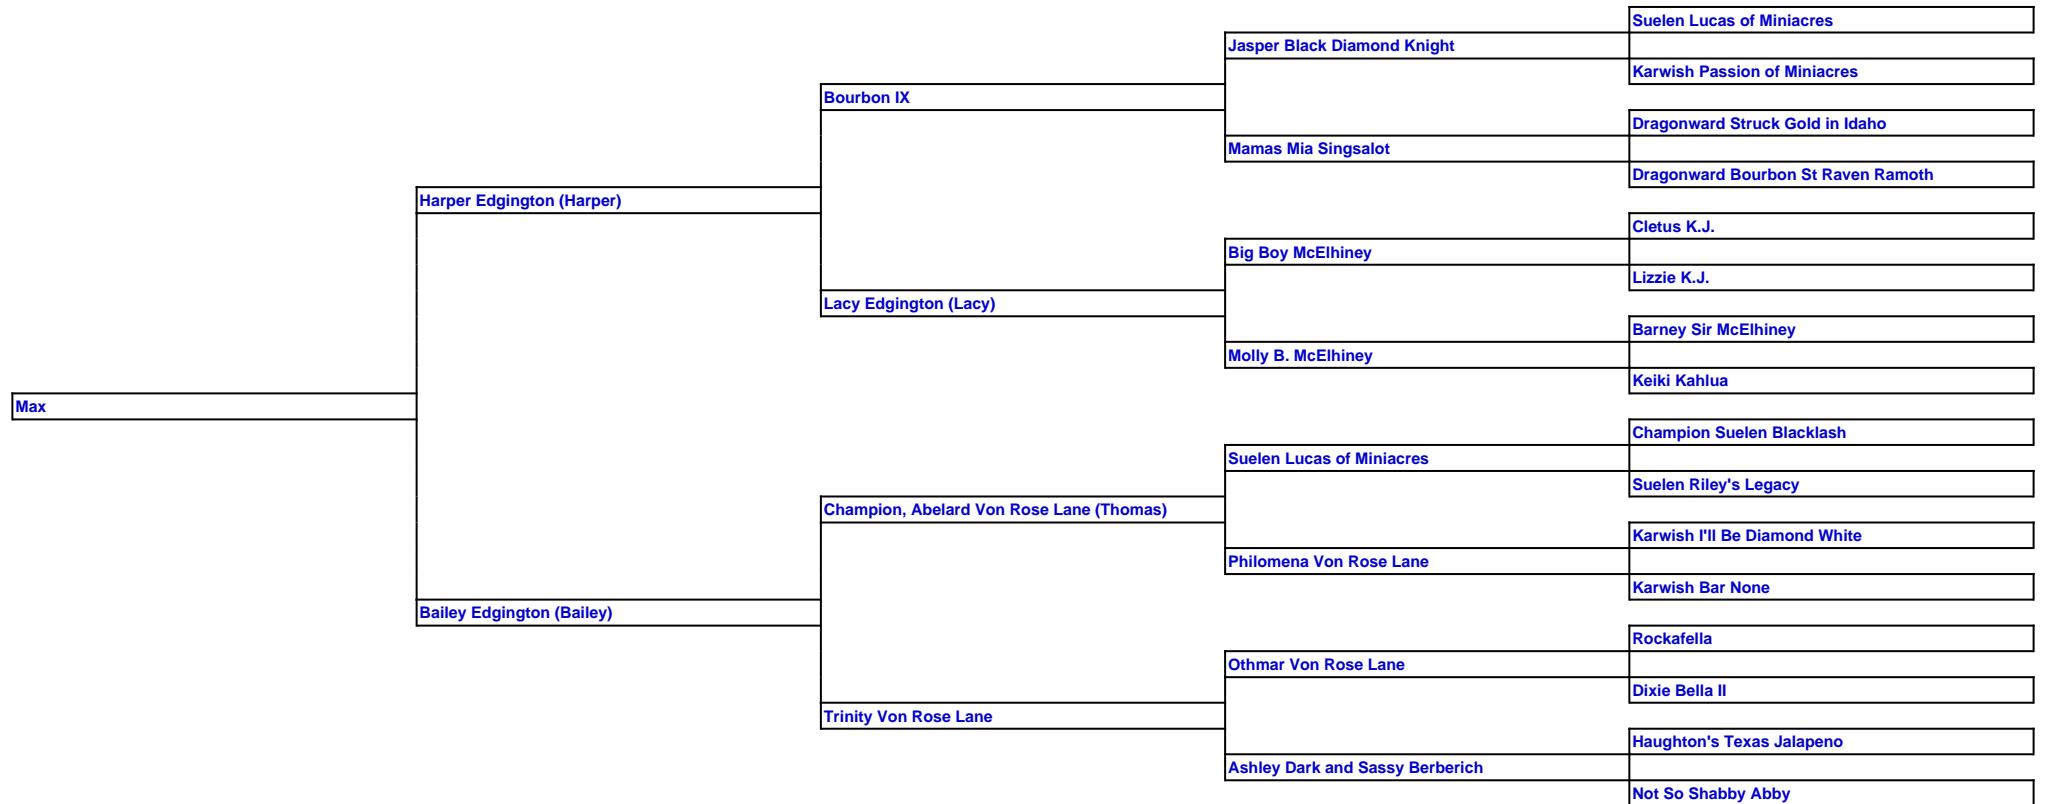 Suelen Lucas of Miniacres
Jasper Black Diamond Knight
Karwish Passion of Miniacres
Bourbon IX
Dragonward Struck Gold in Idaho
Mamas Mia Singsalot
Dragonward Bourbon St Raven Ramoth
Harper Edgington (Harper)
Cletus K.J.
Big Boy McElhiney
Lizzie K.J.
Lacy Edgington (Lacy)
Barney Sir McElhiney
Molly B. McElhiney
Keiki Kahlua
Max
Champion Suelen Blacklash
Suelen Lucas of Miniacres
Suelen Riley's Legacy
Champion, Abelard Von Rose Lane (Thomas)
Karwish I'll Be Diamond White
Philomena Von Rose Lane
Karwish Bar None
Bailey Edgington (Bailey)
Rockafella
Othmar Von Rose Lane
Dixie Bella II
Trinity Von Rose Lane
Haughton's Texas Jalapeno
Ashley Dark and Sassy Berberich
Not So Shabby Abby